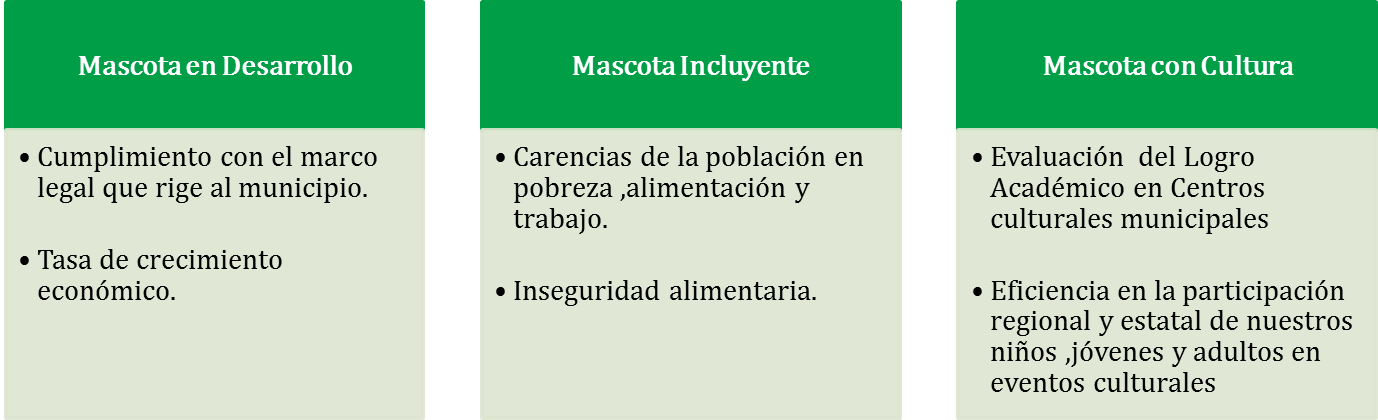 Mascota en Desarrollo
• Cumplimiento con el marco
legal que rige al municipio.
• Tasa de crecimiento
económico.
Mascota Incluyente
• Carencias de la población en
pobreza ,alimentación y
trabajo.
• Inseguridad alimentaria.
Mascota con Cultura
• Evaluación  del Logro
Académico en Centros
culturales municipales
• Eficiencia en la participación
regional y estatal de nuestros
niños ,jóvenes y adultos en
eventos culturales